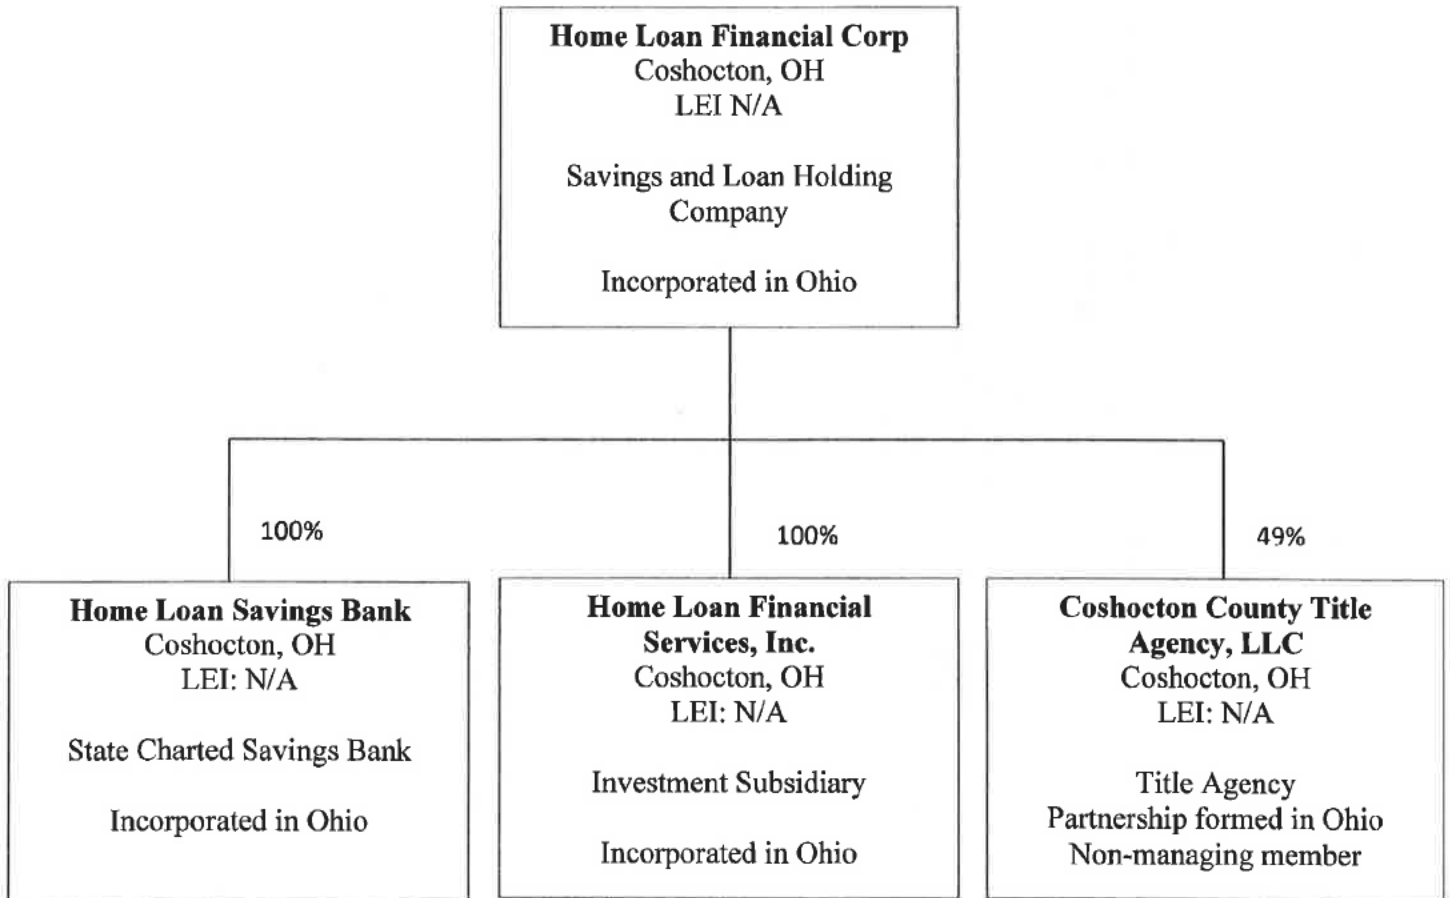 Home Loan Financial Corp
Coshocton, OH
LEI N/A
Savings and Loan Holding
Company
Incorporated in Ohio
100%
100%
49%
Home Loan Savings Bank
Coshocton, OH
LEI: N/A
State Charted Savings Bank
Incorporated in Ohio
Home Loan Financial
Services, Inc.
Coshocton, OH
LEI: N/A
Investment Subsidiary
Incorporated in Ohio
Coshocton County Title
Agency, LLC
Coshocton, OH
LEI: N/A
Title Agency
Partnership formed in Ohio
Non-managing member